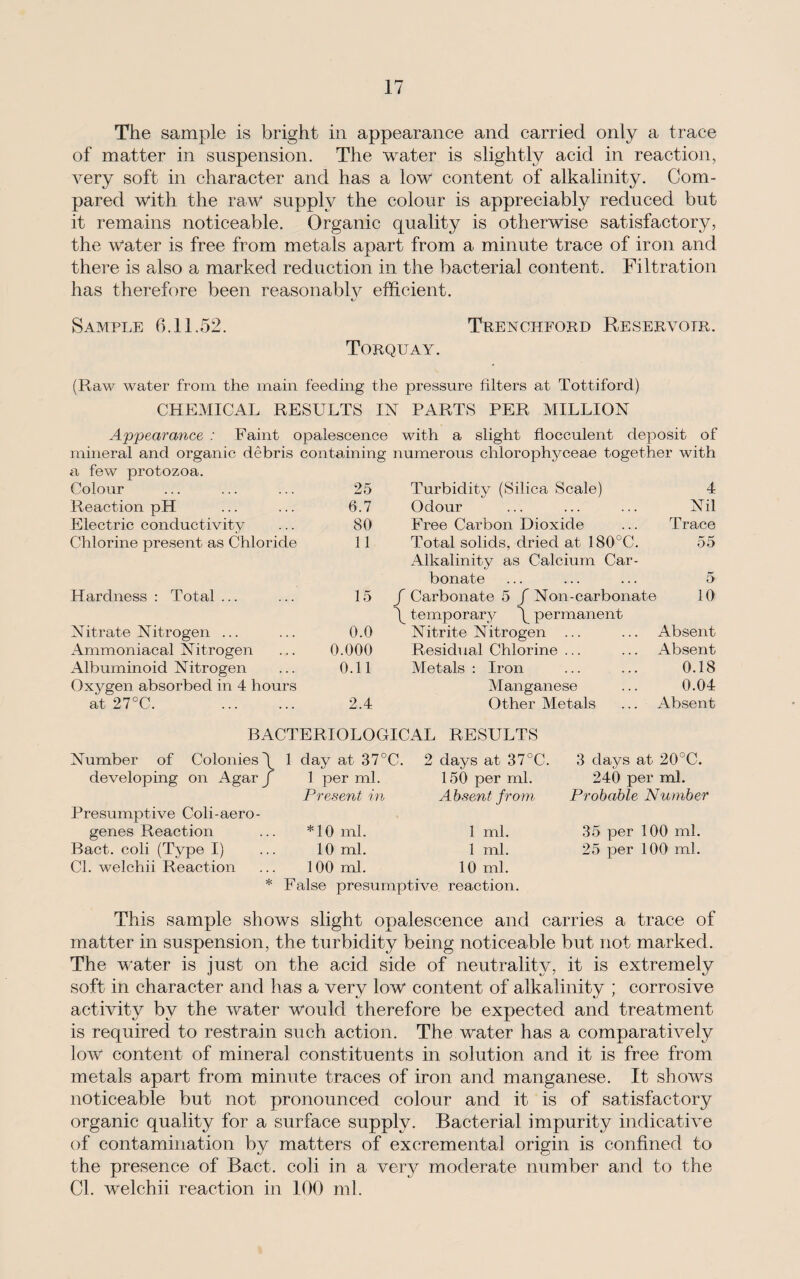 17
The sample is bright in appearance and carried only a trace
of matter in suspension. The water is slightly acid in reaction,
very soft in character and has a low content of alkalinity. Com-
pared with the raw supply the colour is appreciably reduced but
it remains noticeable. Organic quality is otherwise satisfactory,
the water is free from metals apart from a minute trace of iron and
there is also a marked reduction in the bacterial content. Filtration
has therefore been reasonably efficient.
Sample 6.11.52. Trenchford Reservoir.
Torquay.
(Raw water from the main feeding the pressure filters at Tottiford)
CHEMICAL RESULTS IN PARTS PER MILLION
Appearance : Faint opalescence with a slight flocculent deposit of
mineral and organic debris containing numerous chlorophyceae together with
a few protozoa.
Colour ... ... ... 25 Turbidity (Silica Scale) 4
Reaction pH ... ... 6.7 Odour ... ... ... Nil
Electric conductivity ... 80 Free Carbon Dioxide ... Trace
Chlorine present as Chloride 11 Total solids, dried at 180°C. 55
Alkalinity as Calcium Car-
bonate ... ... ... 5
Hardness : Total ... ... 15 { Carbonate 5 { Non-carbonate 10
{ temporary { permanent
Nitrate Nitrogen ... ... 0.0 Nitrite Nitrogen ... ... Absent
Ammoniacal Nitrogen ... 0.000 Residual Chlorine ... ... Absent
Albuminoid Nitrogen ... 0.11 Metals : Iron ... ... 0.18
Oxygen absorbed in 4 hours Manganese ... 0.04
at 27°C. ... ... 2.4 Other Metals ... Absent
BACTERIOLOGICAL RESULTS
Number of Colonies } 1 day at 37°C. 2 days at 37°C. 3 days at 20°C.
developing on Agar } 1 per ml. 150 per ml. 240 per ml.
Present in Absent from Probable Number
Presumptive Coli-aero-
genes Reaction ... *10 ml. 1 ml. 35 per 100 ml.
Bact. coli (Type I) ... 10 ml. 1 ml. 25 per 100 ml.
Cl. welchii Reaction ... 100 ml. 10 ml.
* False presumptive reaction.
This sample shows slight opalescence and carries a trace of
matter in suspension, the turbidity being noticeable but not marked.
The water is just on the acid side of neutrality, it is extremely
soft in character and has a very low content of alkalinity ; corrosive
activity by the water would therefore be expected and treatment
is required to restrain such action. The water has a comparatively
low content of mineral constituents in solution and it is free from
metals apart from minute traces of iron and manganese. It shows
noticeable but not pronounced colour and it is of satisfactory
organic quality for a surface supply. Bacterial impurity indicative
of contamination by matters of excremental origin is confined to
the presence of Bact. coli in a very moderate number and to the
Cl. welchii reaction in 100 ml.